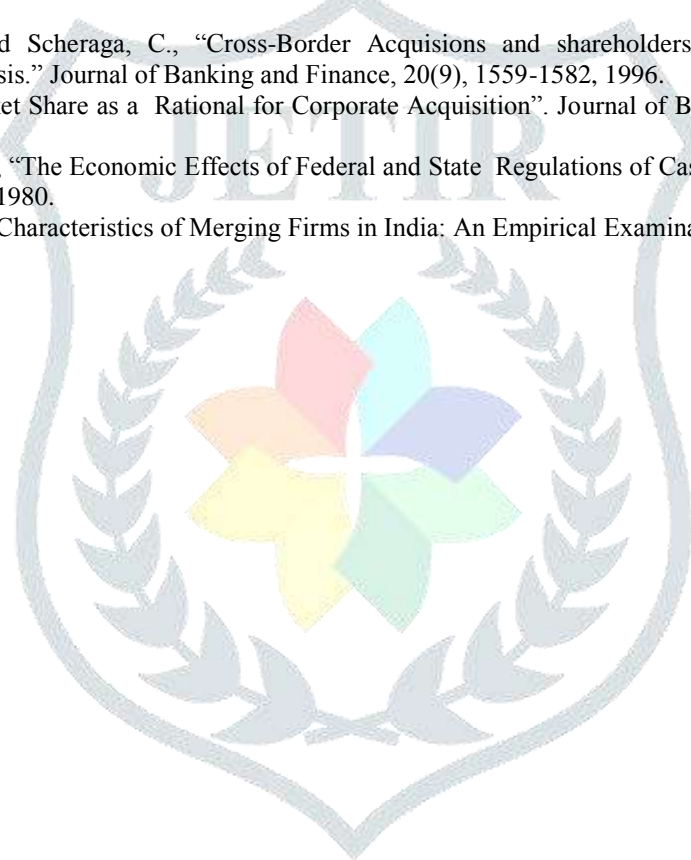 d Scheraga, C., “Cross-Border Acquisions and shareholders
sis.” Journal of Banking and Finance, 20(9), 1559-1582, 1996.
ket Share as a Rational for Corporate Acquisition”. Journal of B
JETIR
, “The Economic Effects of Federal and State Regulations of Cas
1980.
Characteristics of Merging Firms in India: An Empirical Examina